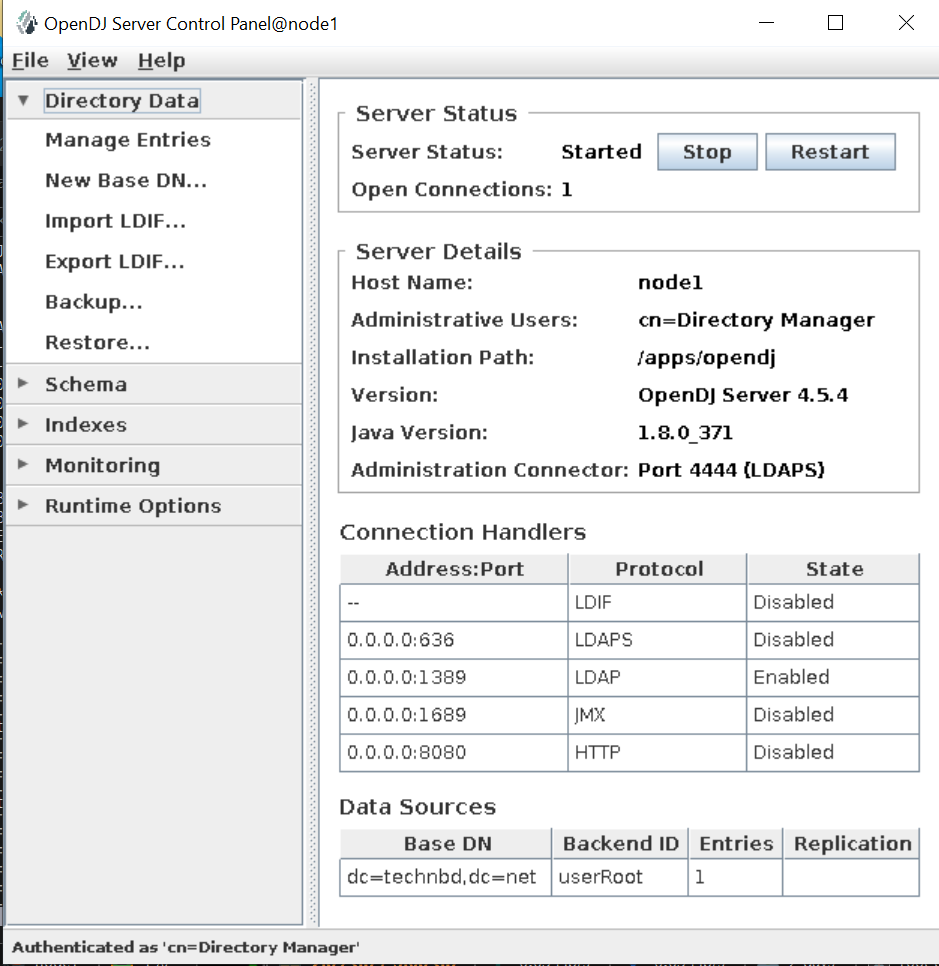 OpenDJ Server Control Panel@node1
File View Help
Directory Data
Manage Entries
New Base DN...
Import LDIF...
Export LDIF...
Backup...
Restore...
Schema
Indexes
Monitoring
Runtime Options
Server Status
Server Status: Started Stop Restart
Open Connections: 1
Server Details
Host Name: node1
Administrative Users: cn=Directory Manager
Installation Path: /apps/opendj
Version: OpenDJ Server 4.5.4
Java Version: 1.8.0_371
Administration Connector: Port 4444 (LDAPS)
Connection Handlers
Address:Port Protocol State
-- LDIF Disabled
0.0.0.0:636 LDAPS Disabled
0.0.0.0:1389 LDAP Enabled
0.0.0.0:1689 JMX Disabled
0.0.0.0:8080 HTTP Disabled
Data Sources
Base DN Backend ID Entries Replication
dc=technbd,dc=net userRoot 1
Authenticated as 'cn=Directory Manager'